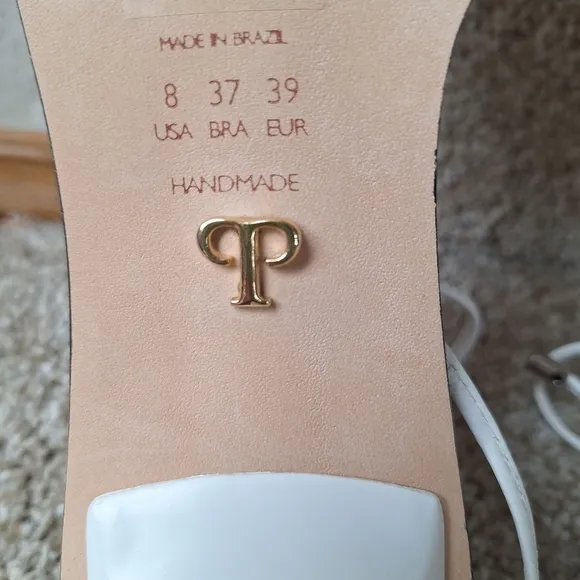 MADE IN BRAZIL
8 37 39
USA BRA EUR
HANDMADE
P